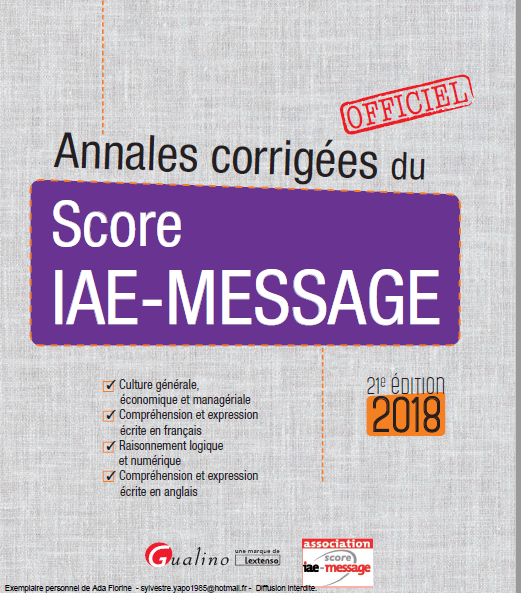 OFFICIEL
Annales corrigées du
Score
IAE-MESSAGE
21e ÉDITION
2018
Culture générale,
économique et managériale
Compréhension et expression
écrite en français
Raisonnement logique
et numérique
Compréhension et expression
écrite en anglais
Gualino
une marque de
lextenso
association
score
iae-message
Exemplaire personnel de Ada Florine - sylvestre.yapo1985@hotmail.fr - Diffusion interdite.